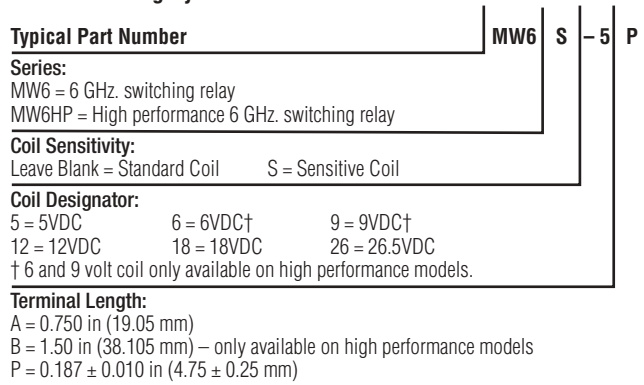 Typical Part Number MW6 S – 5 P
Series:
MW6 = 6 GHz. switching relay
MW6HP = High performance 6 GHz. switching relay
Coil Sensitivity:
Leave Blank = Standard Coil S = Sensitive Coil
Coil Designator:
5 = 5VDC 6 = 6VDC† 9 = 9VDC†
12 = 12VDC 18 = 18VDC 26 = 26.5VDC
† 6 and 9 volt coil only available on high performance models.
Terminal Length:
A = 0.750 in (19.05 mm)
B = 1.50 in (38.105 mm) – only available on high performance models
P = 0.187 ± 0.010 in (4.75 ± 0.25 mm)